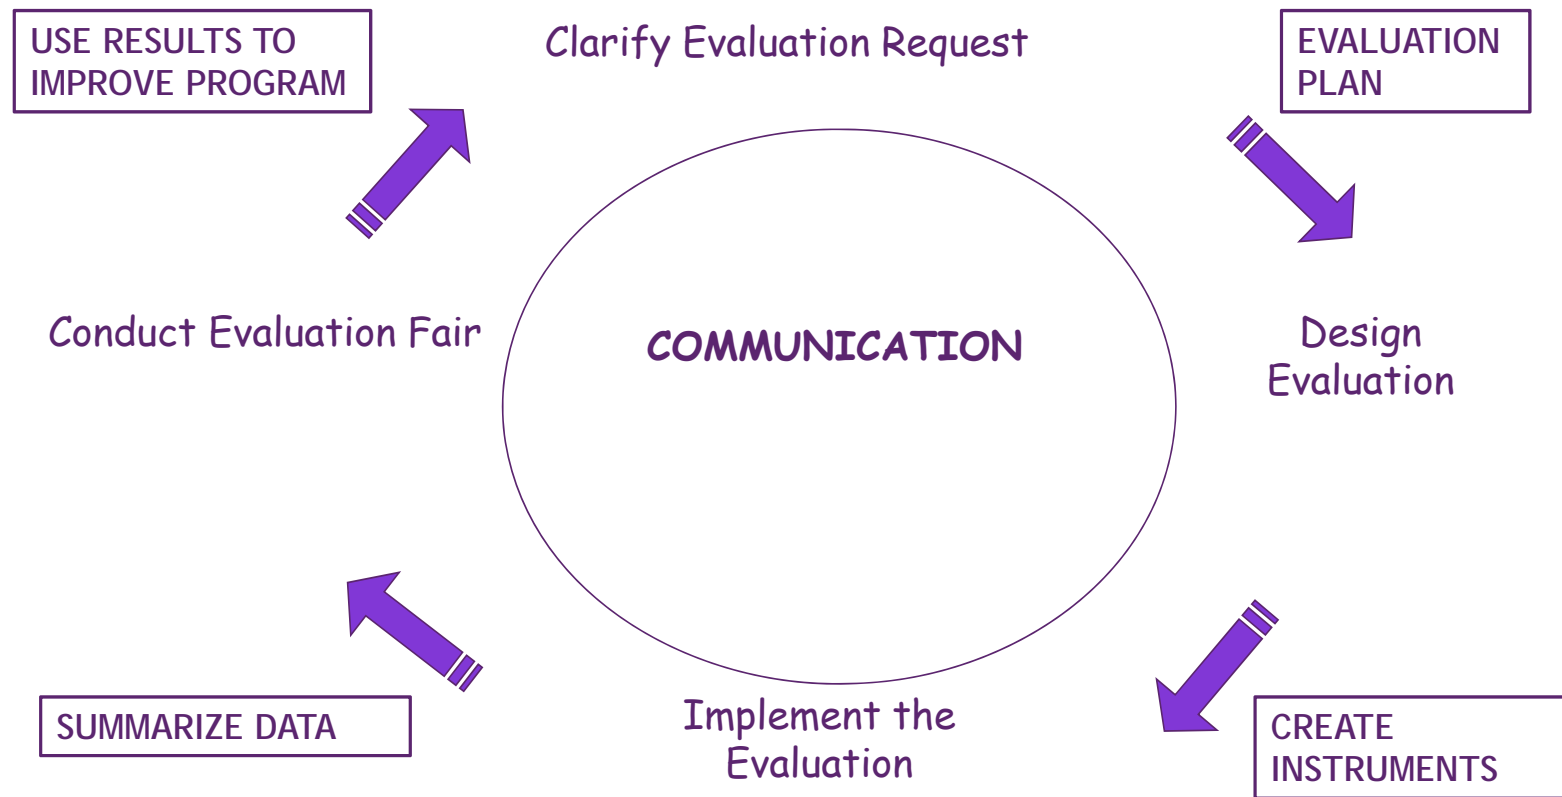 USE RESULTS TO
IMPROVE PROGRAM
Clarify Evaluation Request
EVALUATION
PLAN
Conduct Evaluation Fair
COMMUNICATION
Design
Evaluation
SUMMARIZE DATA
Implement the
Evaluation
CREATE
INSTRUMENTS